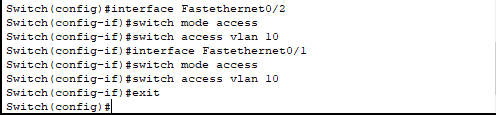 Switch(config)#interface Fastethernet0/2
Switch(config-if)#switch mode access
Switch(config-if)#switch access vlan 10
Switch(config-if)#interface Fastethernet0/1
Switch(config-if)#switch mode access
Switch(config-if)#switch access vlan 10
Switch(config-if)#exit
Switch(config)#